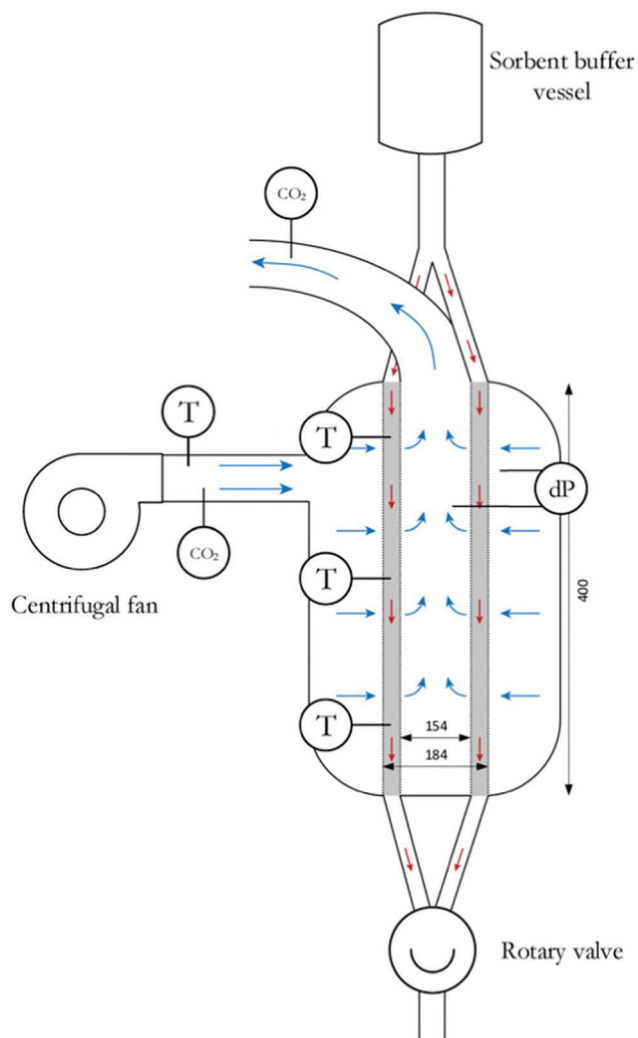 Sorbent buffer
vessel
CO₂
T
T
dP
CO₂
T
400
Centrifugal fan
T
154
184
Rotary valve